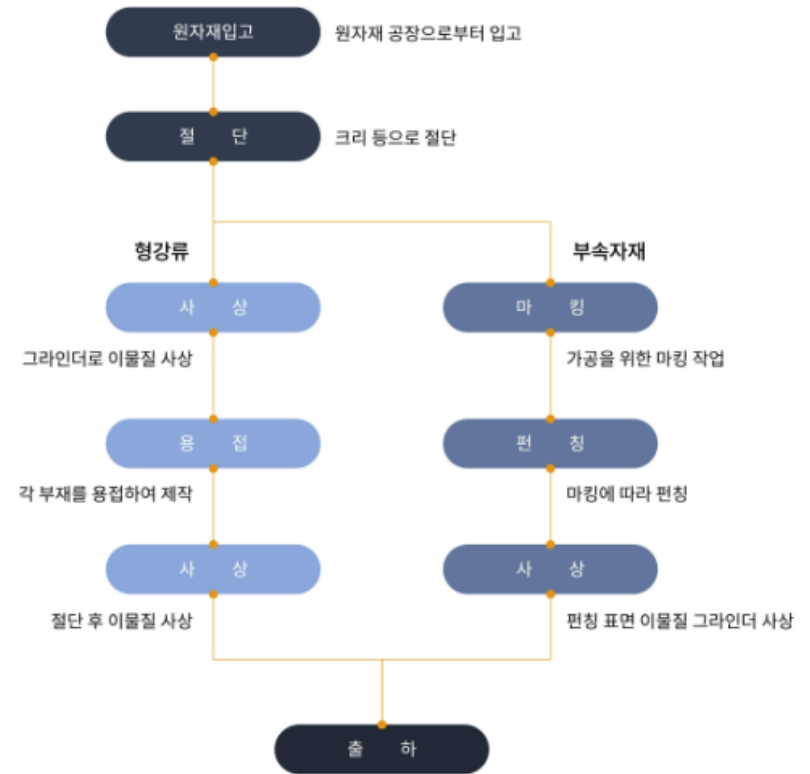 원자재입고
원자재 공장으로부터 입고
절 단
크리 등으로 절단
형강류
사 상
그라인더로 이물질 사상
용 접
각 부재를 용접하여 제작
사 상
절단 후 이물질 사상
부속자재
마 킹
가공을 위한 마킹 작업
펀 칭
마킹에 따라 펀칭
사 상
펀칭 표면 이물질 그라인더 사상
출 하